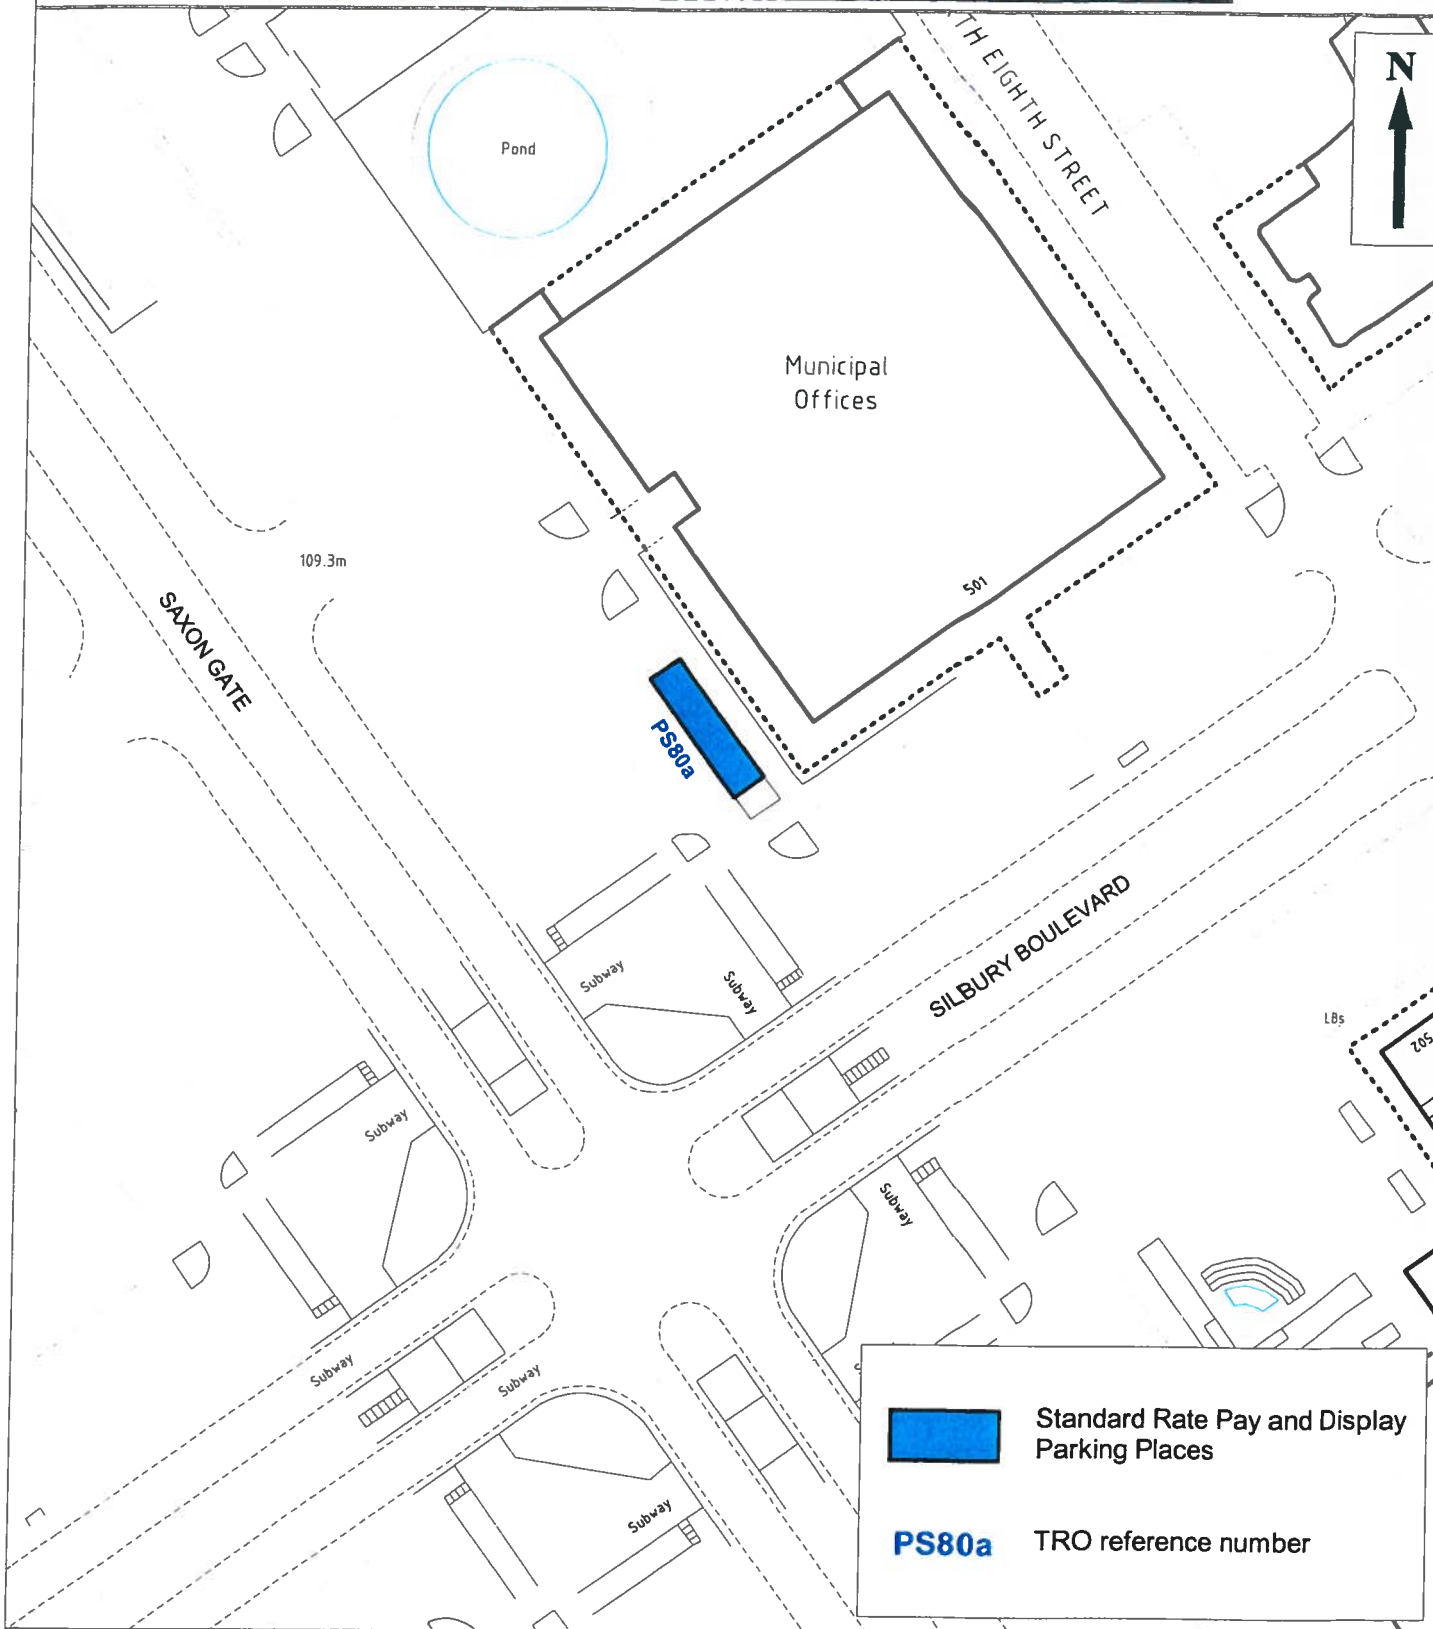 TH EIGHTH STREET
N
Pond
Municipal
Offices
109.3m
501
SAXON GATE
PS80a
SILBURY BOULEVARD
Subway
Subway
LBs
502
Subway
Subway
Subway
Subway
Subway
Standard Rate Pay and Display
Parking Places
PS80a TRO reference number